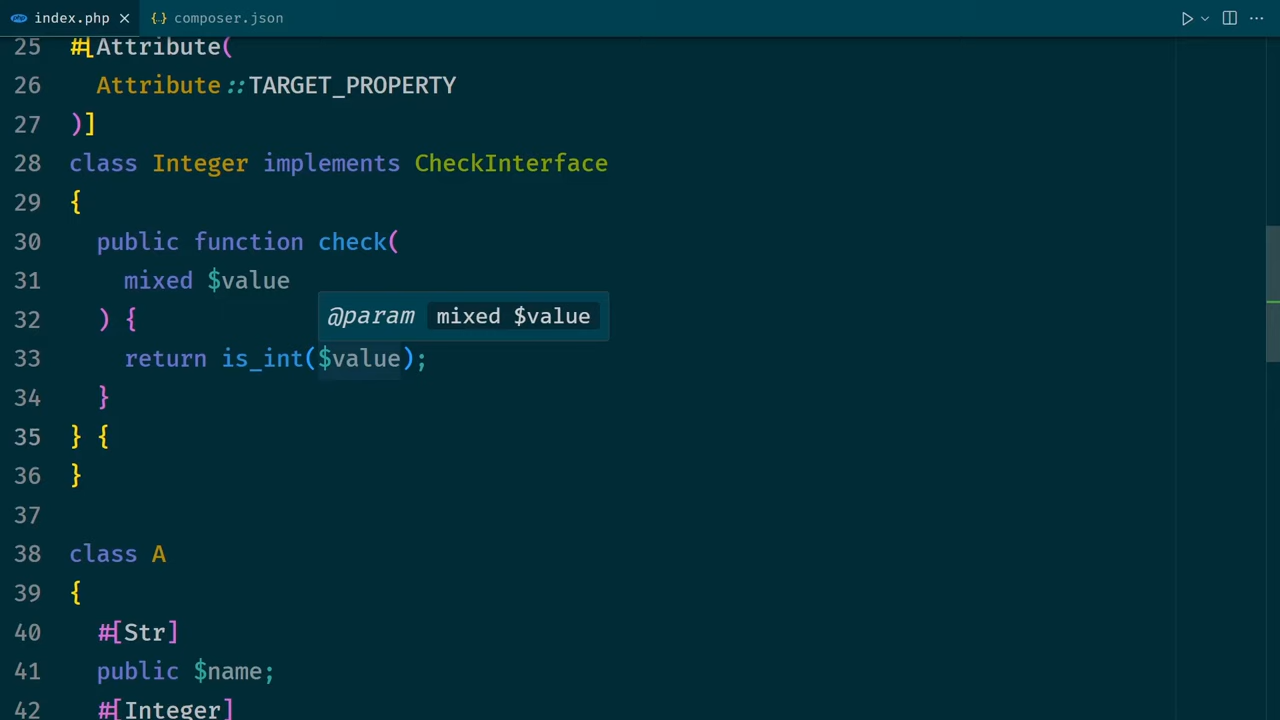 index.php × {..} composer.json
25 #[Attribute(
26 Attribute::TARGET_PROPERTY
27 )]
28 class Integer implements CheckInterface
29 {
30 public function check(
31 mixed $value
32 ) {
@param mixed $value
33 return is_int($value);
34 }
35 } {
36 }
37
38 class A
39 {
40 #[Str]
41 public $name;
42 #[Integer]